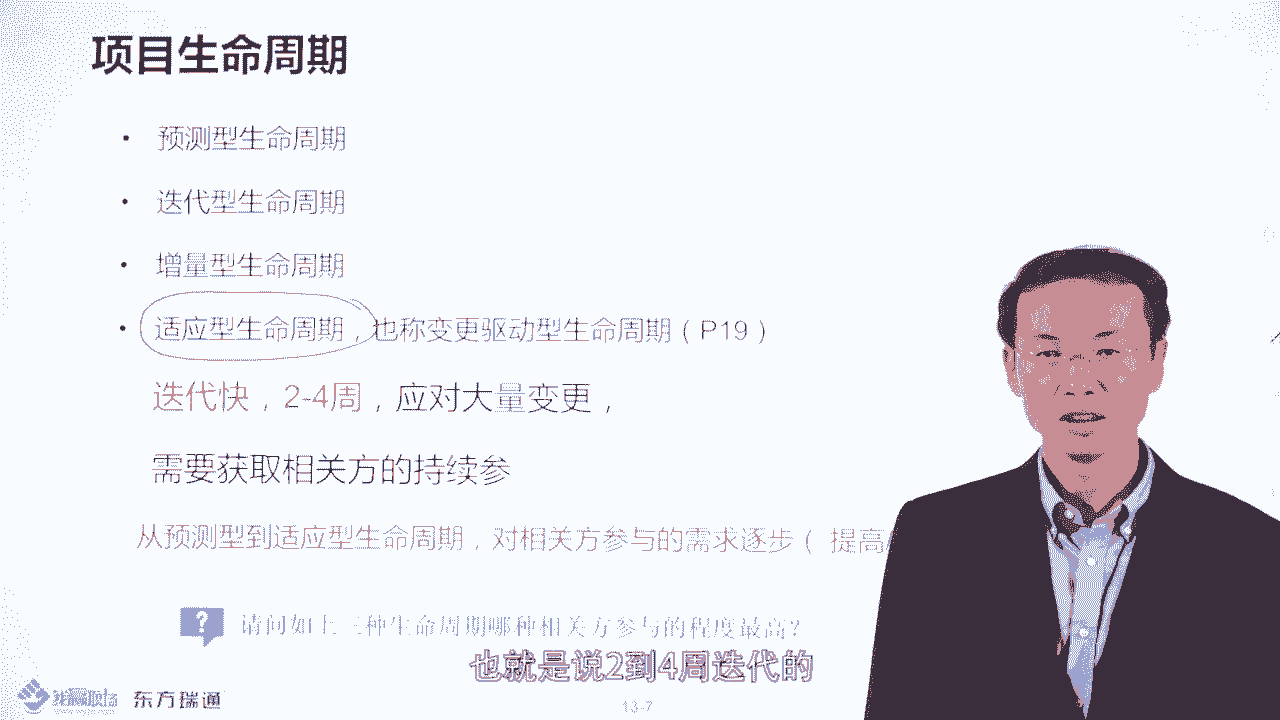 项目生命周期
• 预测型生命周期
• 迭代型生命周期
• 增量型生命周期
• 适应型生命周期，也称变更驱动型生命周期（P19）
迭代快，2-4周，应对大量变更，
需要获取相关方的持续参
从预测型到适应型生命周期，对相关方参与的需求逐步（ 提高
? 请问如上三种生命周期哪种相关方参与的程度最高?
也就是说2到4周迭代的
东方瑞通
13-7